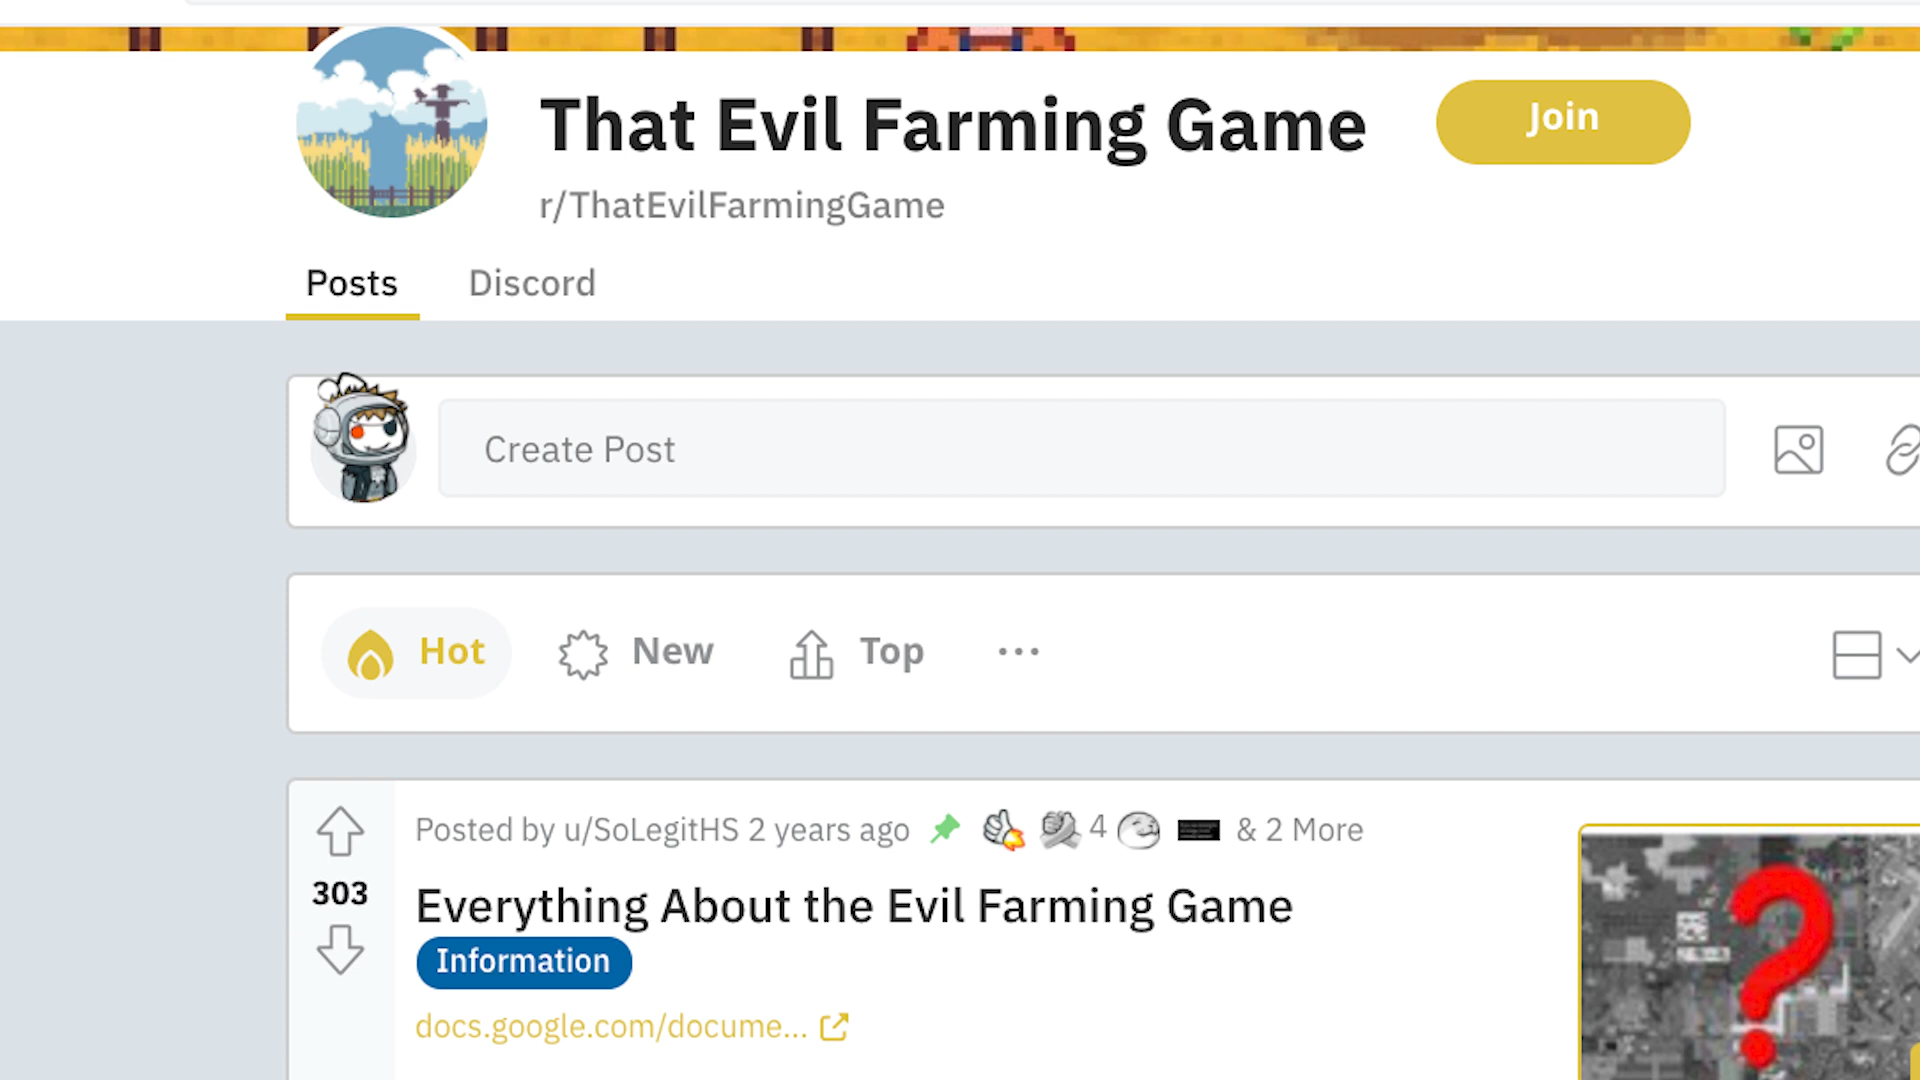 That Evil Farming Game
Join
r/ThatEvilFarmingGame
Posts
Discord
Create Post
Hot
New
Top
Posted by u/SoLegitHS 2 years ago
4
& 2 More
303
Everything About the Evil Farming Game
Information
docs.google.com/docume...
?